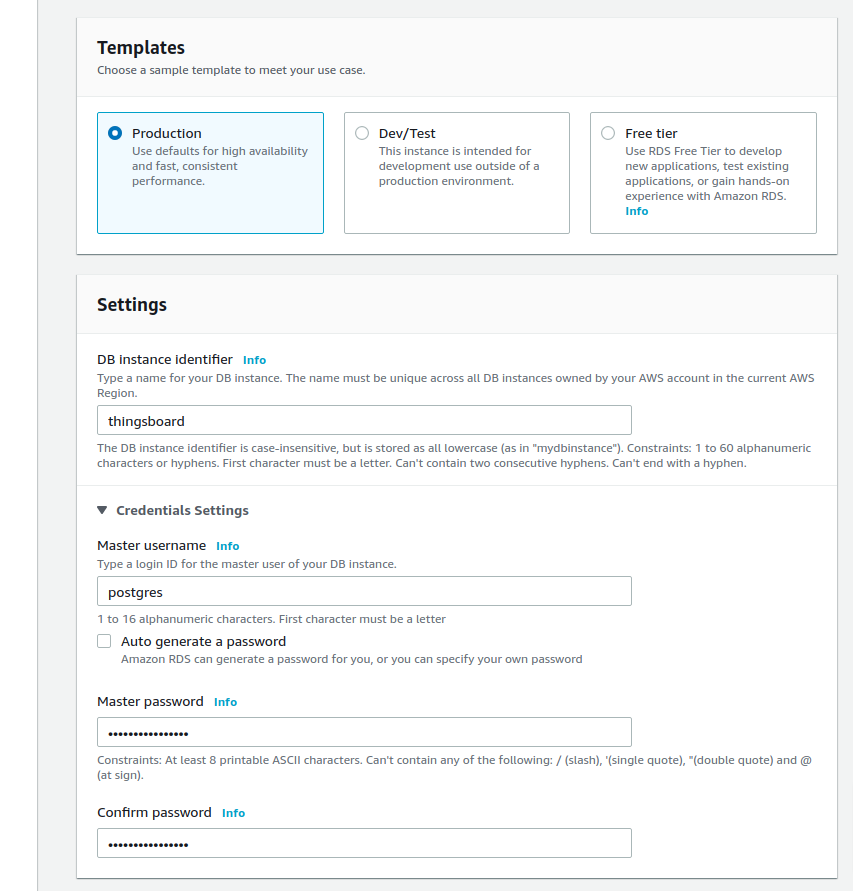 Templates
Choose a sample template to meet your use case.
Production
Use defaults for high availability
and fast, consistent
performance.
Dev/Test
This instance is intended for
development use outside of a
production environment.
Free tier
Use RDS Free Tier to develop
new applications, test existing
applications, or gain hands-on
experience with Amazon RDS.
Info
Settings
DB instance identifier Info
Type a name for your DB instance. The name must be unique across all DB instances owned by your AWS account in the current AWS
Region.
thingsboard
The DB instance identifier is case-insensitive, but is stored as all lowercase (as in "mydbinstance"). Constraints: 1 to 60 alphanumeric
characters or hyphens. First character must be a letter. Can't contain two consecutive hyphens. Can't end with a hyphen.
Credentials Settings
Master username Info
Type a login ID for the master user of your DB instance.
postgres
1 to 16 alphanumeric characters. First character must be a letter
Auto generate a password
Amazon RDS can generate a password for you, or you can specify your own password
Master password Info
••••••••••••••••
Constraints: At least 8 printable ASCII characters. Can't contain any of the following: / (slash), '(single quote), "(double quote) and @
(at sign).
Confirm password Info
••••••••••••••••